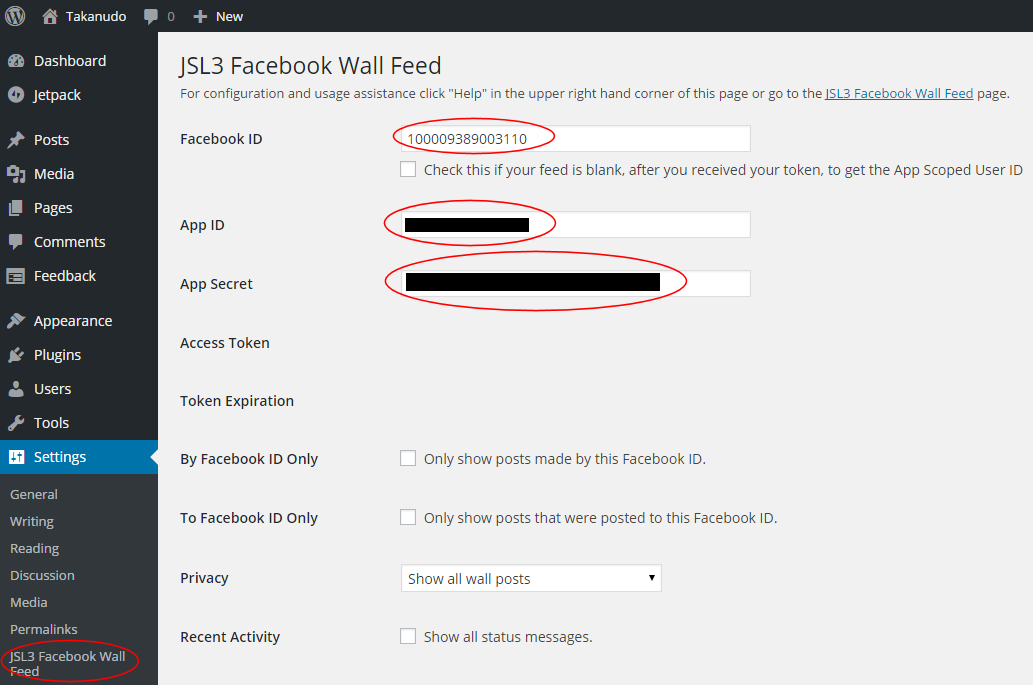 Takanudo 0 New
Dashboard
Jetpack
Posts
Media
Pages
Comments
Feedback
Appearance
Plugins
Users
Tools
Settings
General
Writing
Reading
Discussion
Media
Permalinks
JSL3 Facebook Wall
Feed
JSL3 Facebook Wall Feed
For configuration and usage assistance click "Help" in the upper right hand corner of this page or go to the JSL3 Facebook Wall Feed page.
Facebook ID 100009389003110
Check this if your feed is blank, after you received your token, to get the App Scoped User ID
App ID
App Secret
Access Token
Token Expiration
By Facebook ID Only Only show posts made by this Facebook ID.
To Facebook ID Only Only show posts that were posted to this Facebook ID.
Privacy Show all wall posts
Recent Activity Show all status messages.